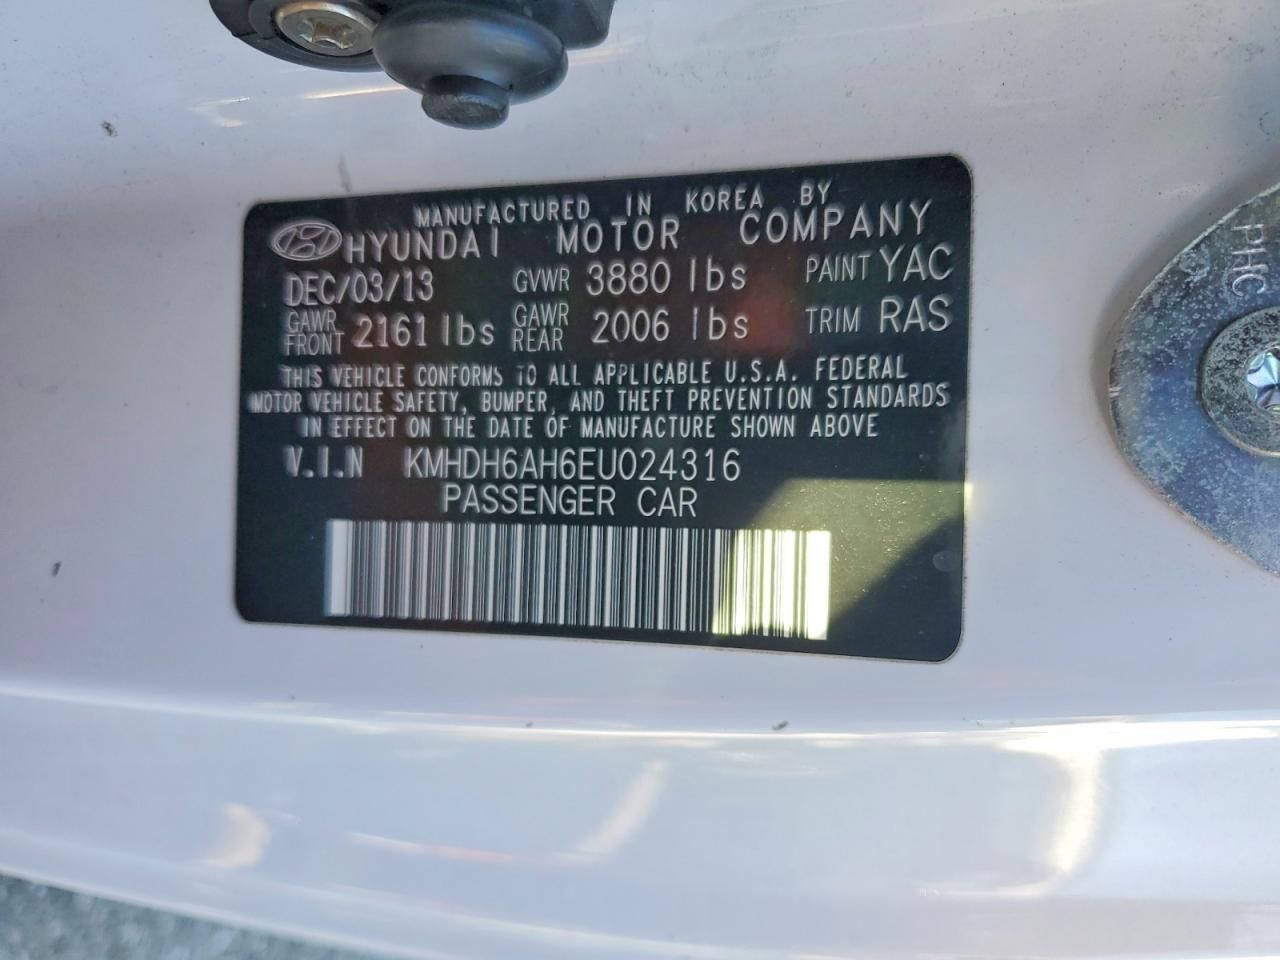 MANUFACTURED IN KOREA BY
HYUNDAI MOTOR COMPANY
DEC/03/13 GVWR 3880 lbs PAINT YAC
GAWR FRONT 2161 lbs GAWR REAR 2006 lbs TRIM RAS
THIS VEHICLE CONFORMS TO ALL APPLICABLE U.S.A. FEDERAL
MOTOR VEHICLE SAFETY, BUMPER, AND THEFT PREVENTION STANDARDS
IN EFFECT ON THE DATE OF MANUFACTURE SHOWN ABOVE
V.I.N KMHDH6AH6EU024316
PASSENGER CAR
PHC